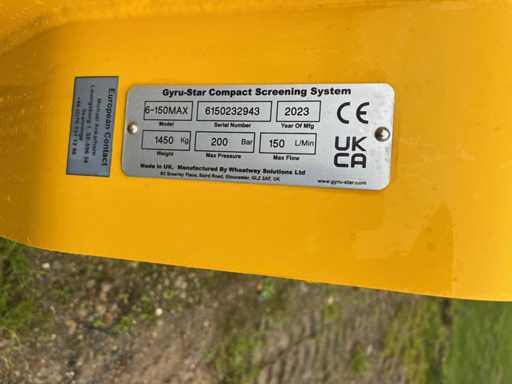 Gyru-Star Compact Screening System
6-150MAX 6150232943 2023
Model Serial Number Year Of Mfg
CE
1450 Kg 200 Bar 150 L/Min
Weight Max Pressure Max Flow
UK
CA
Made in UK, Manufactured By Wheatway Solutions Ltd
www.gyru-star.com
European Contact